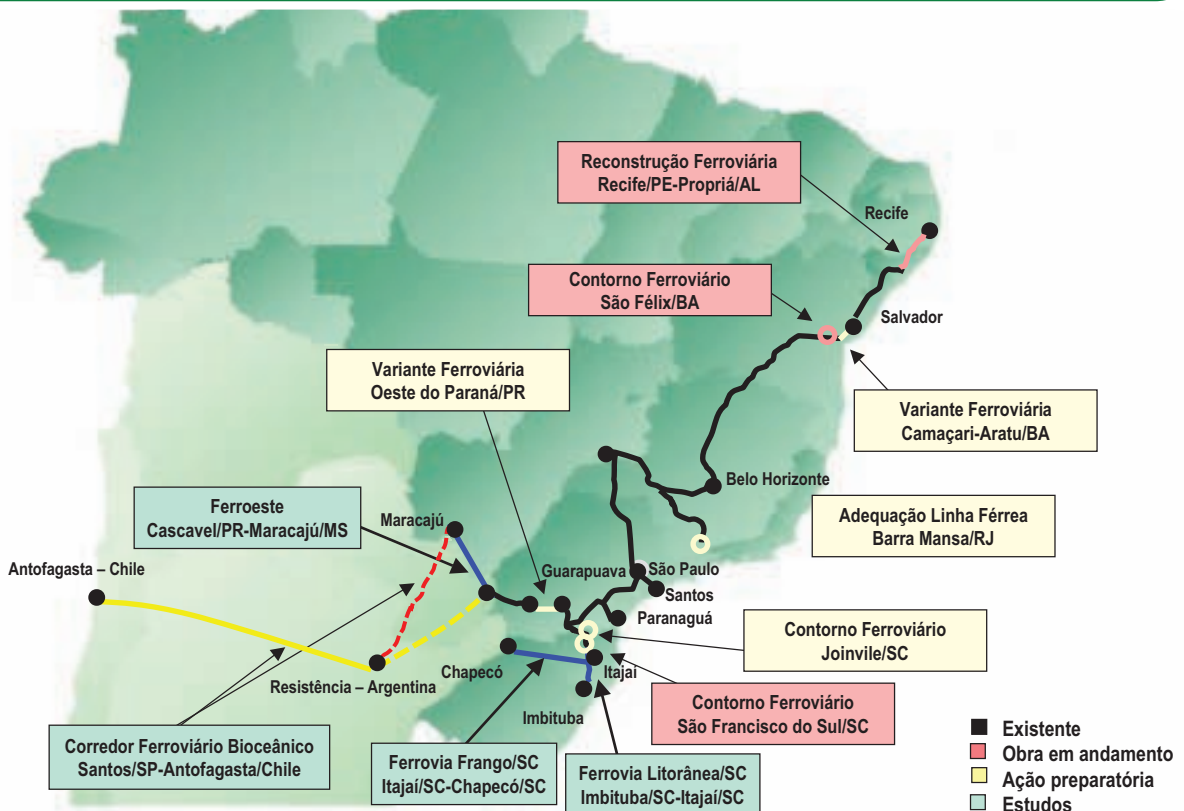 Reconstrução Ferroviária
Recife/PE-Propriá/AL
Recife
Contorno Ferroviário
São Félix/BA
Salvador
Variante Ferroviária
Oeste do Paraná/PR
Variante Ferroviária
Camaçari-Aratu/BA
Belo Horizonte
Ferroeste
Cascavel/PR-Maracajú/MS
Maracajú
Adequação Linha Férrea
Barra Mansa/RJ
Antofagasta – Chile
Guarapuava
São Paulo
Santos
Paranaguá
Contorno Ferroviário
Joinvile/SC
Chapecó
Itajaí
Resistência – Argentina
Imbituba
Contorno Ferroviário
São Francisco do Sul/SC
Corredor Ferroviário Bioceânico
Santos/SP-Antofagasta/Chile
Ferrovia Frango/SC
Itajaí/SC-Chapecó/SC
Ferrovia Litorânea/SC
Imbituba/SC-Itajaí/SC
Existente
Obra em andamento
Ação preparatória
Estudos